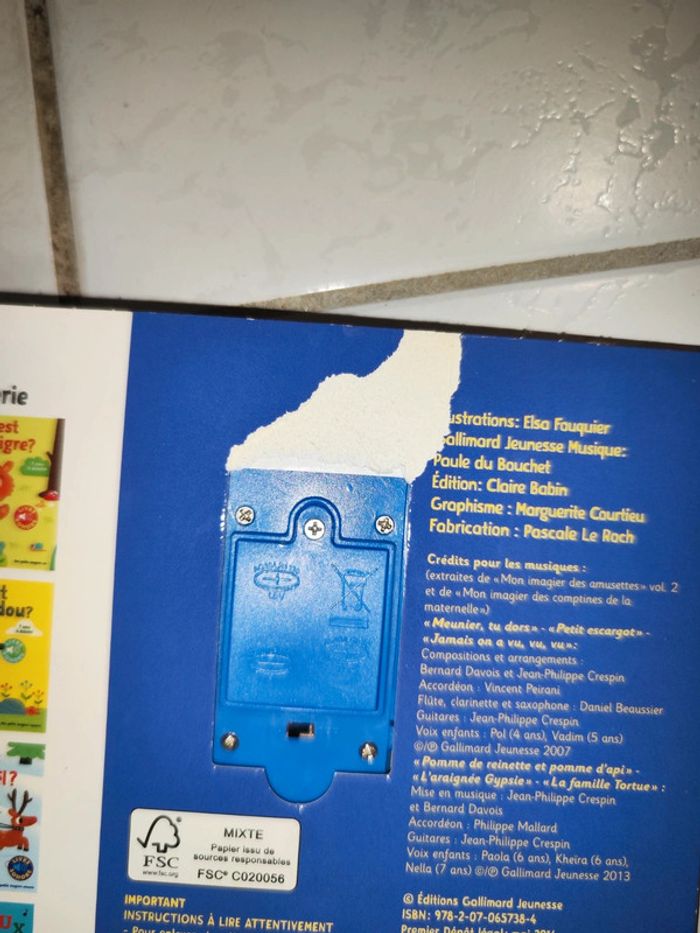 rie
est
igre?
dou?
ustrations: Elsa Fouquier
Gallimard Jeunesse Musique:
Paule du Bouchet
Édition: Claire Babin
Graphisme : Marguerite Courtieu
Fabrication : Pascale Le Roch
Crédits pour les musiques :
(extraites de « Mon imagier des amusettes » vol. 2
et de « Mon imagier des comptines de la
maternelle »)
« Meunier, tu dors » - « Petit escargot » -
« Jamais on a vu, vu, vu » :
Compositions et arrangements :
Bernard Davois et Jean-Philippe Crespin
Accordéon : Vincent Peirani
Flûte, clarinette et saxophone : Daniel Beaussier
Guitares : Jean-Philippe Crespin
Voix enfants : Pol (4 ans), Vadim (5 ans)
©/℗ Gallimard Jeunesse 2007
« Pomme de reinette et pomme d'api » -
« L'araignée Gypsie » - « La famille Tortue » :
Mise en musique : Jean-Philippe Crespin
et Bernard Davois
Accordéon : Philippe Mallard
Guitares : Jean-Philippe Crespin
Voix enfants : Paola (6 ans), Kheira (6 ans),
Nella (7 ans) ©/℗ Gallimard Jeunesse 2013
© Éditions Gallimard Jeunesse
ISBN : 978-2-07-065738-4
Premier Dépôt légal : mai
FSC
www.fsc.org
MIXTE
Papier issu de
sources responsables
FSC® C020056
IMPORTANT
INSTRUCTIONS À LIRE ATTENTIVEMENT